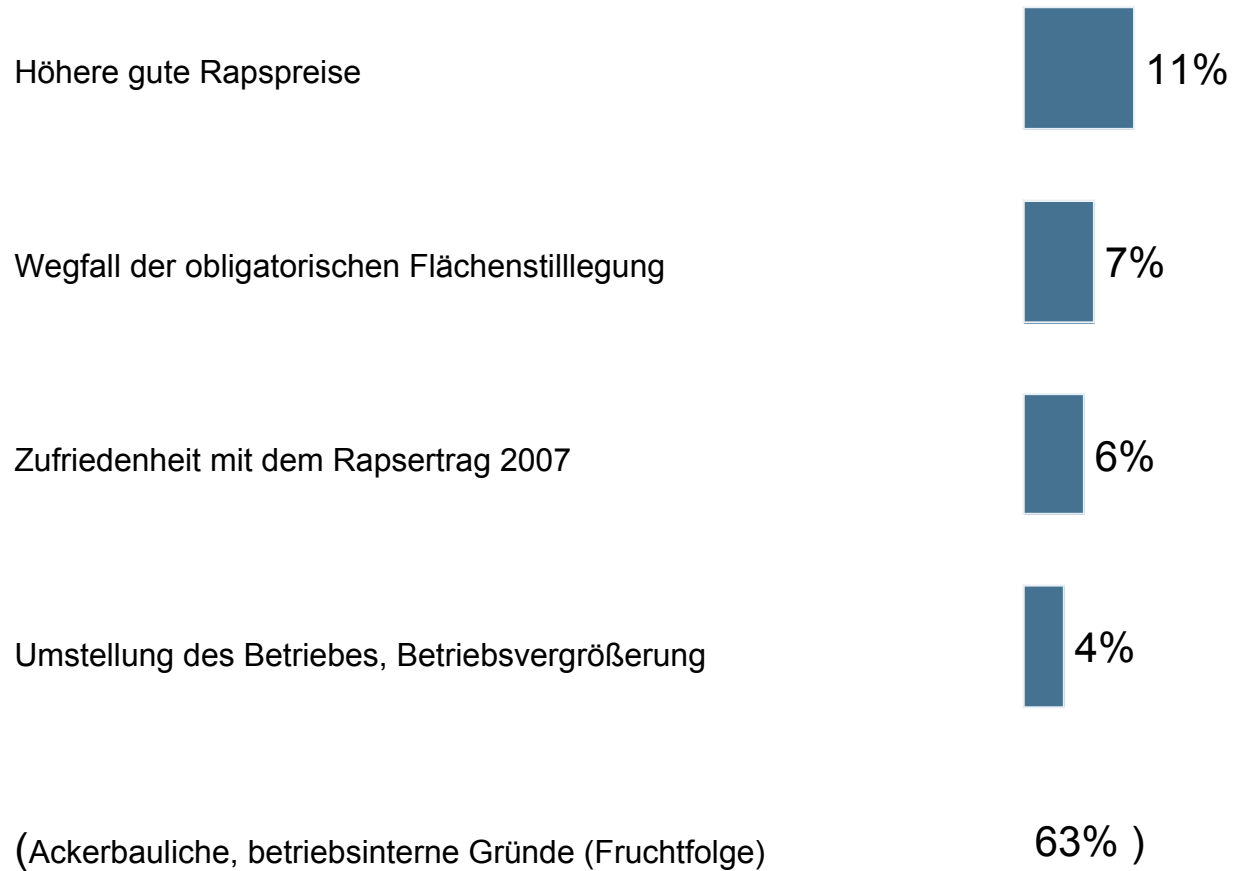 Höhere gute Rapspreise 11%
Wegfall der obligatorischen Flächenstilllegung 7%
Zufriedenheit mit dem Rapsertrag 2007 6%
Umstellung des Betriebes, Betriebsvergrößerung 4%
(Ackerbauliche, betriebsinterne Gründe (Fruchtfolge) 63% )